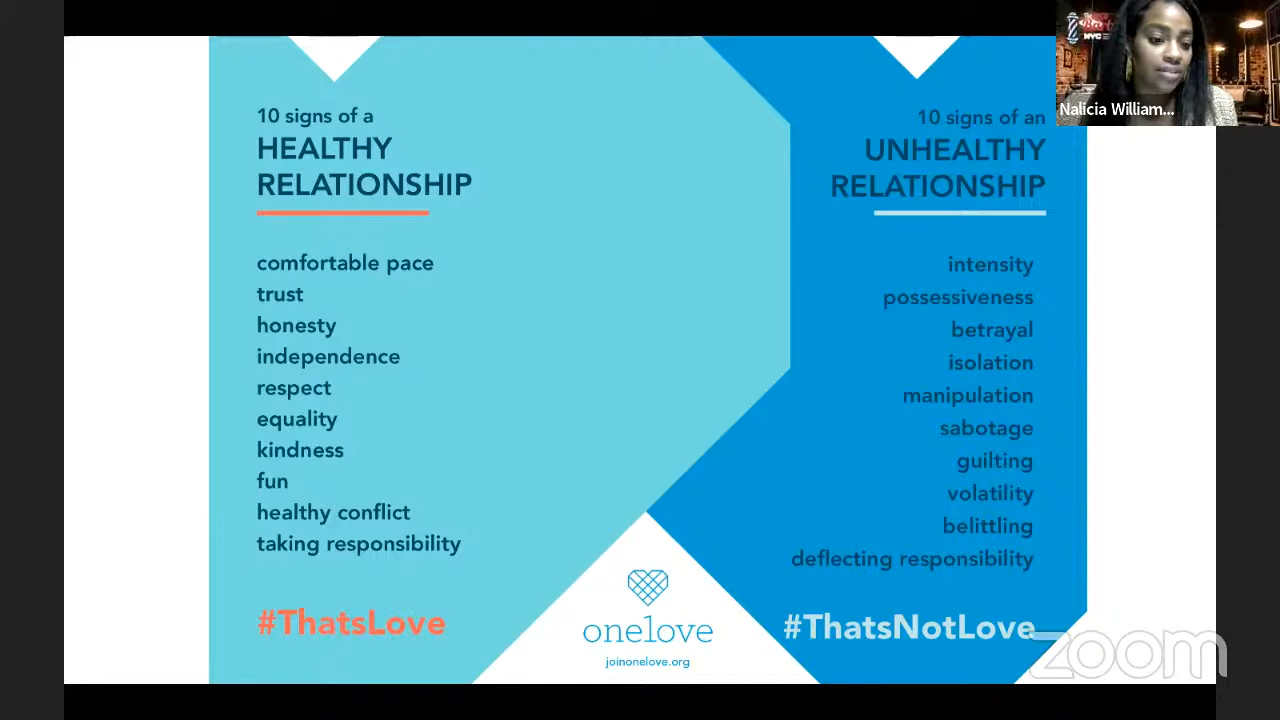 10 signs of a
HEALTHY
RELATIONSHIP
comfortable pace
trust
honesty
independence
respect
equality
kindness
fun
healthy conflict
taking responsibility
#ThatsLove
10 signs of an
UNHEALTHY
RELATIONSHIP
intensity
possessiveness
betrayal
isolation
manipulation
sabotage
guilting
volatility
belittling
deflecting responsibility
#ThatsNotLove
onelove
joinonelove.org
NYC
Nalicia William...
zoom